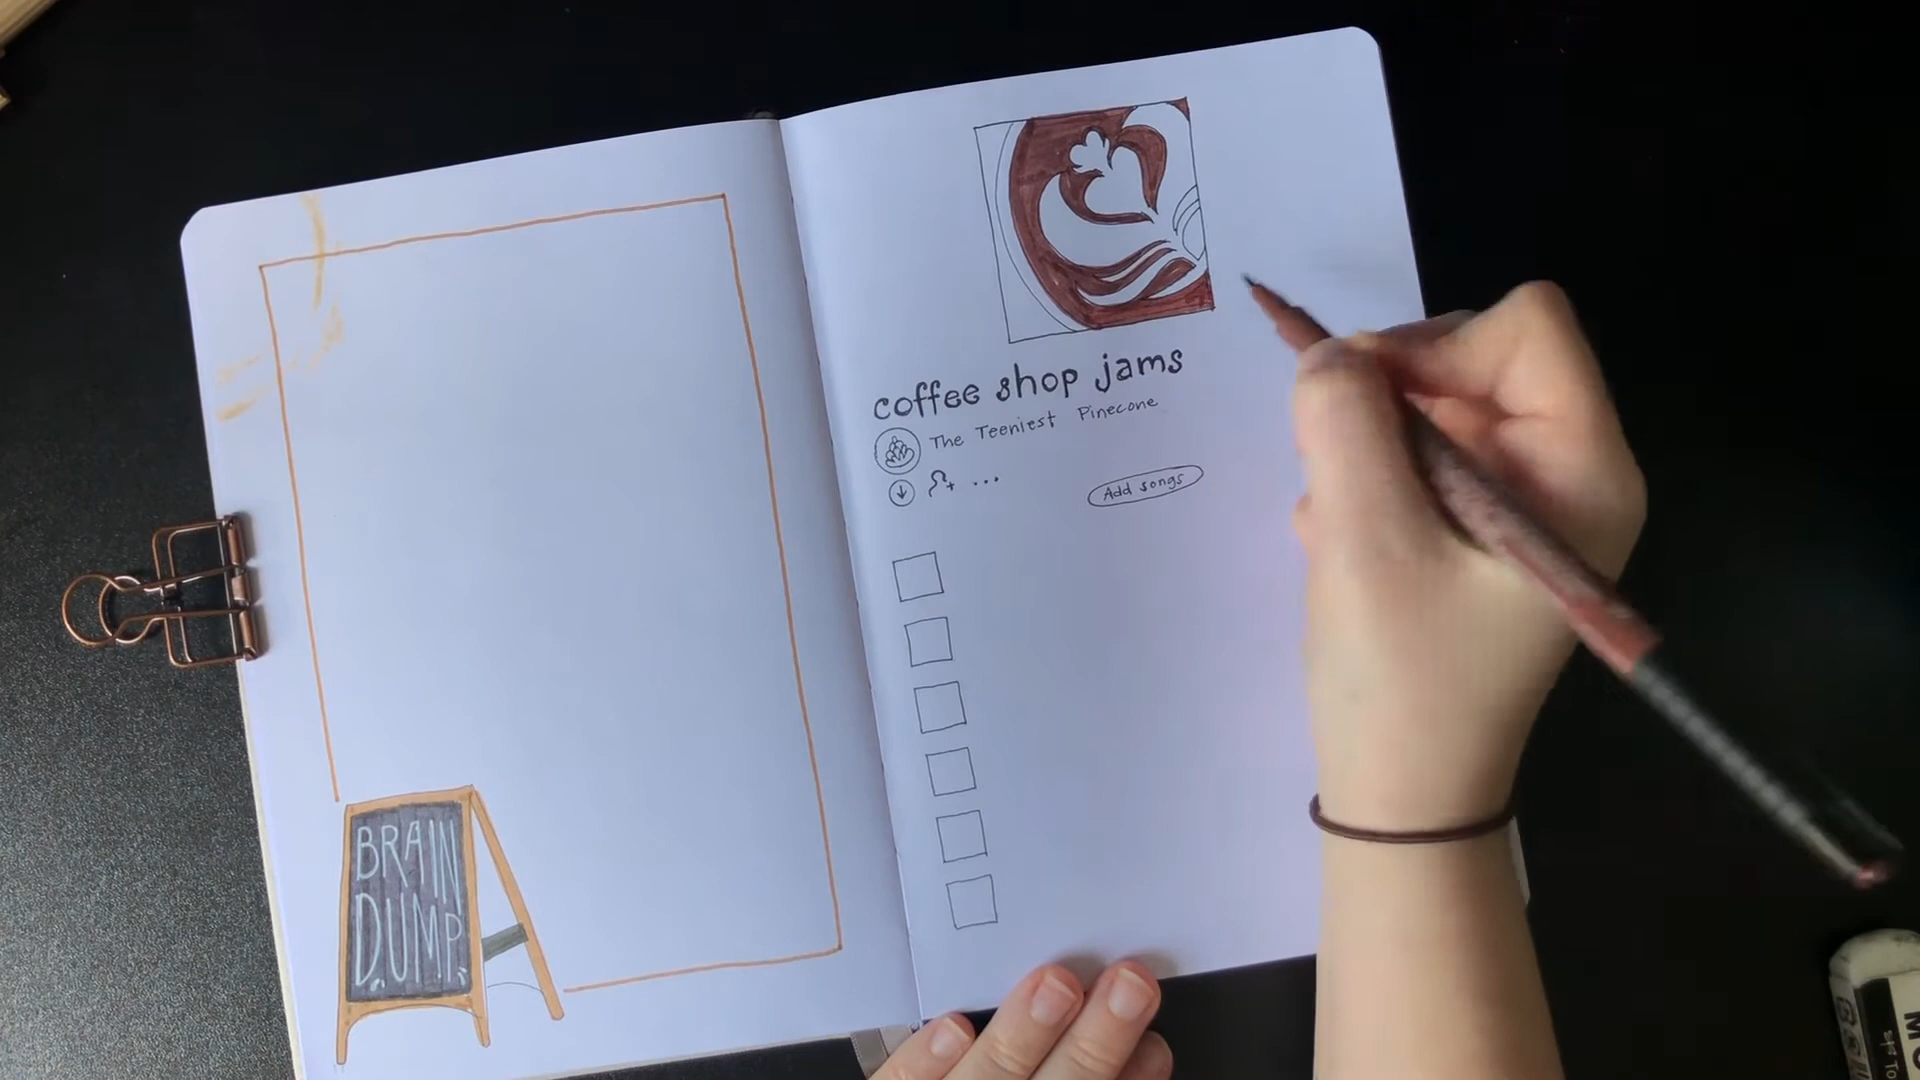 BRAIN
DUMP
coffee shop jams
The Teeniest Pinecone
...
Add songs